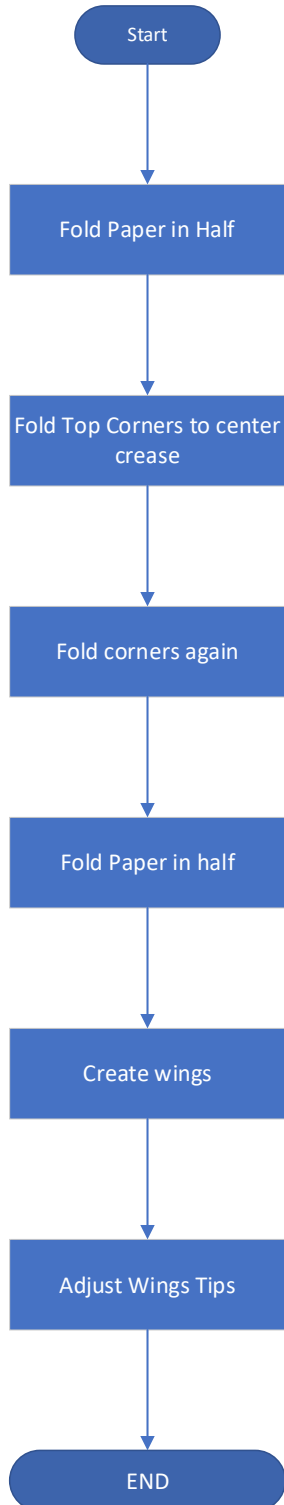 Start
Fold Paper in Half
Fold Top Corners to center
crease
Fold corners again
Fold Paper in half
Create wings
Adjust Wings Tips
END